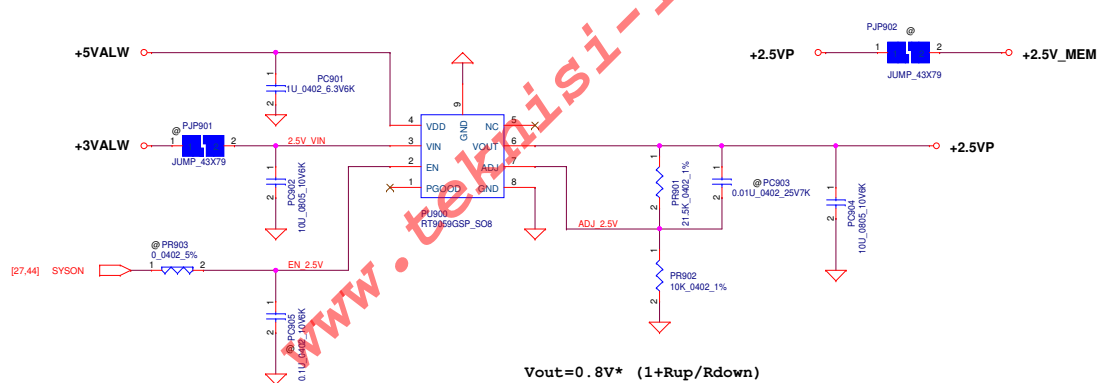 +5VALW
1
PC901
1U_0402_6.3V6K
2
PJP902
@
+2.5VP
1
2
+2.5V_MEM
JUMP_43X79
9
GND
4
VDD
NC
5
@
PJP901
+3VALW
1
2
2.5V_VIN
JUMP_43X79
3
VIN
VOUT
6
+2.5VP
2
EN
ADJ
7
1
PGOOD
GND
8
PU900
RT9059GSP_SO8
1
2
PC902
10U_0805_10V6K
1
2
PR901
21.5K_0402_1%
1
2
@ PC903
0.01U_0402_25V7K
1
2
PC904
10U_0805_10V6K
ADJ_2.5V
[27,44]
SYSON
@ PR903
0_0402_5%
1
2
EN_2.5V
1
2
@ PC905
0.1U_0402_10V6K
1
2
PR902
10K_0402_1%
Vout=0.8V* (1+Rup/Rdown)